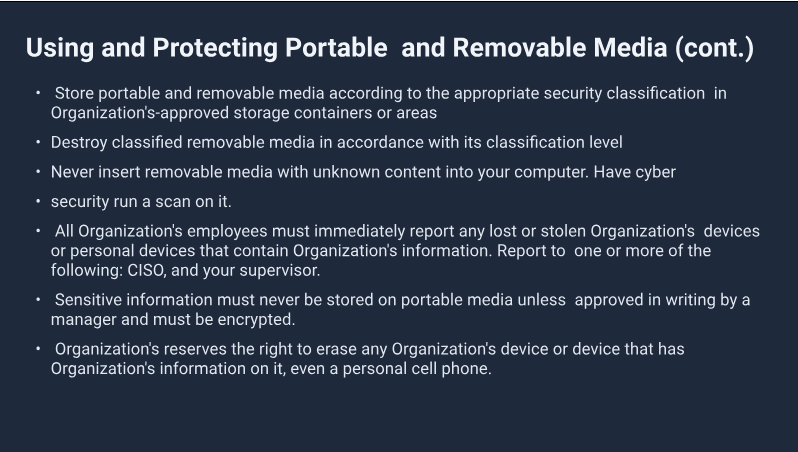 Using and Protecting Portable  and Removable Media (cont.)
• Store portable and removable media according to the appropriate security classification  in
Organization's-approved storage containers or areas
• Destroy classified removable media in accordance with its classification level
• Never insert removable media with unknown content into your computer. Have cyber
• security run a scan on it.
• All Organization's employees must immediately report any lost or stolen Organization's  devices
or personal devices that contain Organization's information. Report to  one or more of the
following: CISO, and your supervisor.
• Sensitive information must never be stored on portable media unless  approved in writing by a
manager and must be encrypted.
• Organization's reserves the right to erase any Organization's device or device that has
Organization's information on it, even a personal cell phone.